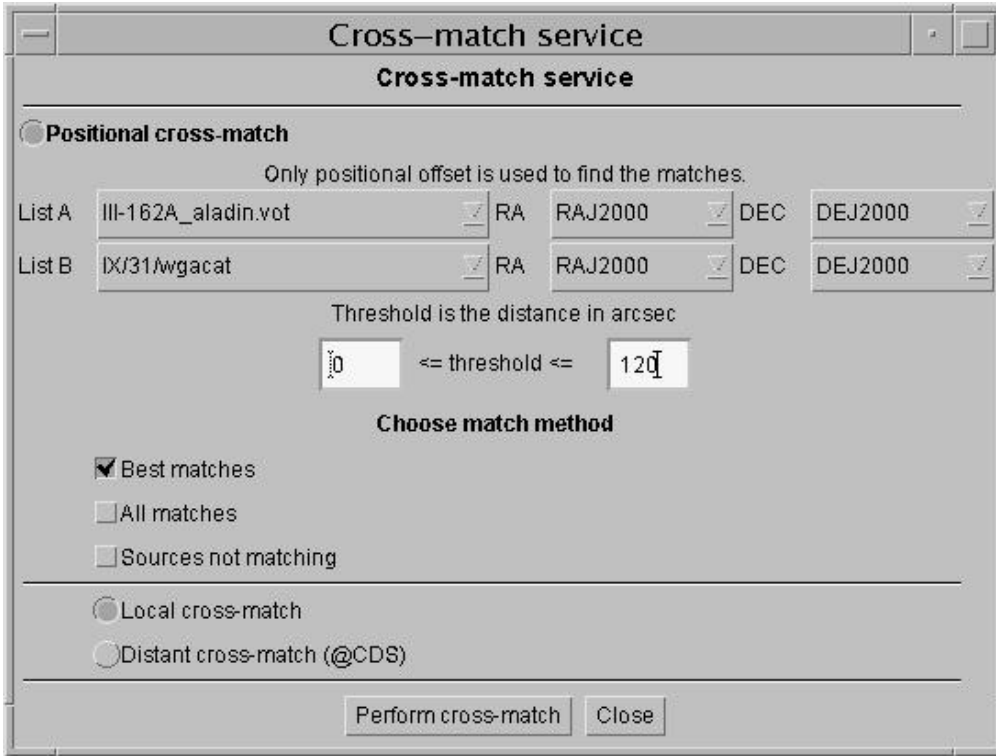 Cross–match service
Cross-match service
Positional cross-match
Only positional offset is used to find the matches.
List A III-162A_aladin.vot RA RAJ2000 DEC DEJ2000
List B IX/31/wgacat RA RAJ2000 DEC DEJ2000
Threshold is the distance in arcsec
0 <= threshold <= 120
Choose match method
Best matches
All matches
Sources not matching
Local cross-match
Distant cross-match (@CDS)
Perform cross-match Close